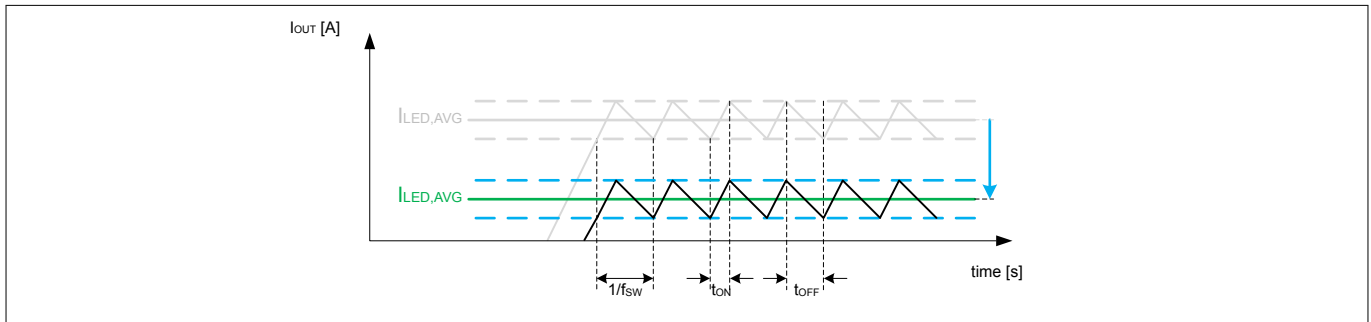 IOUT [A]
ILED,AVG
ILED,AVG
time [s]
1/fSW
tON
tOFF